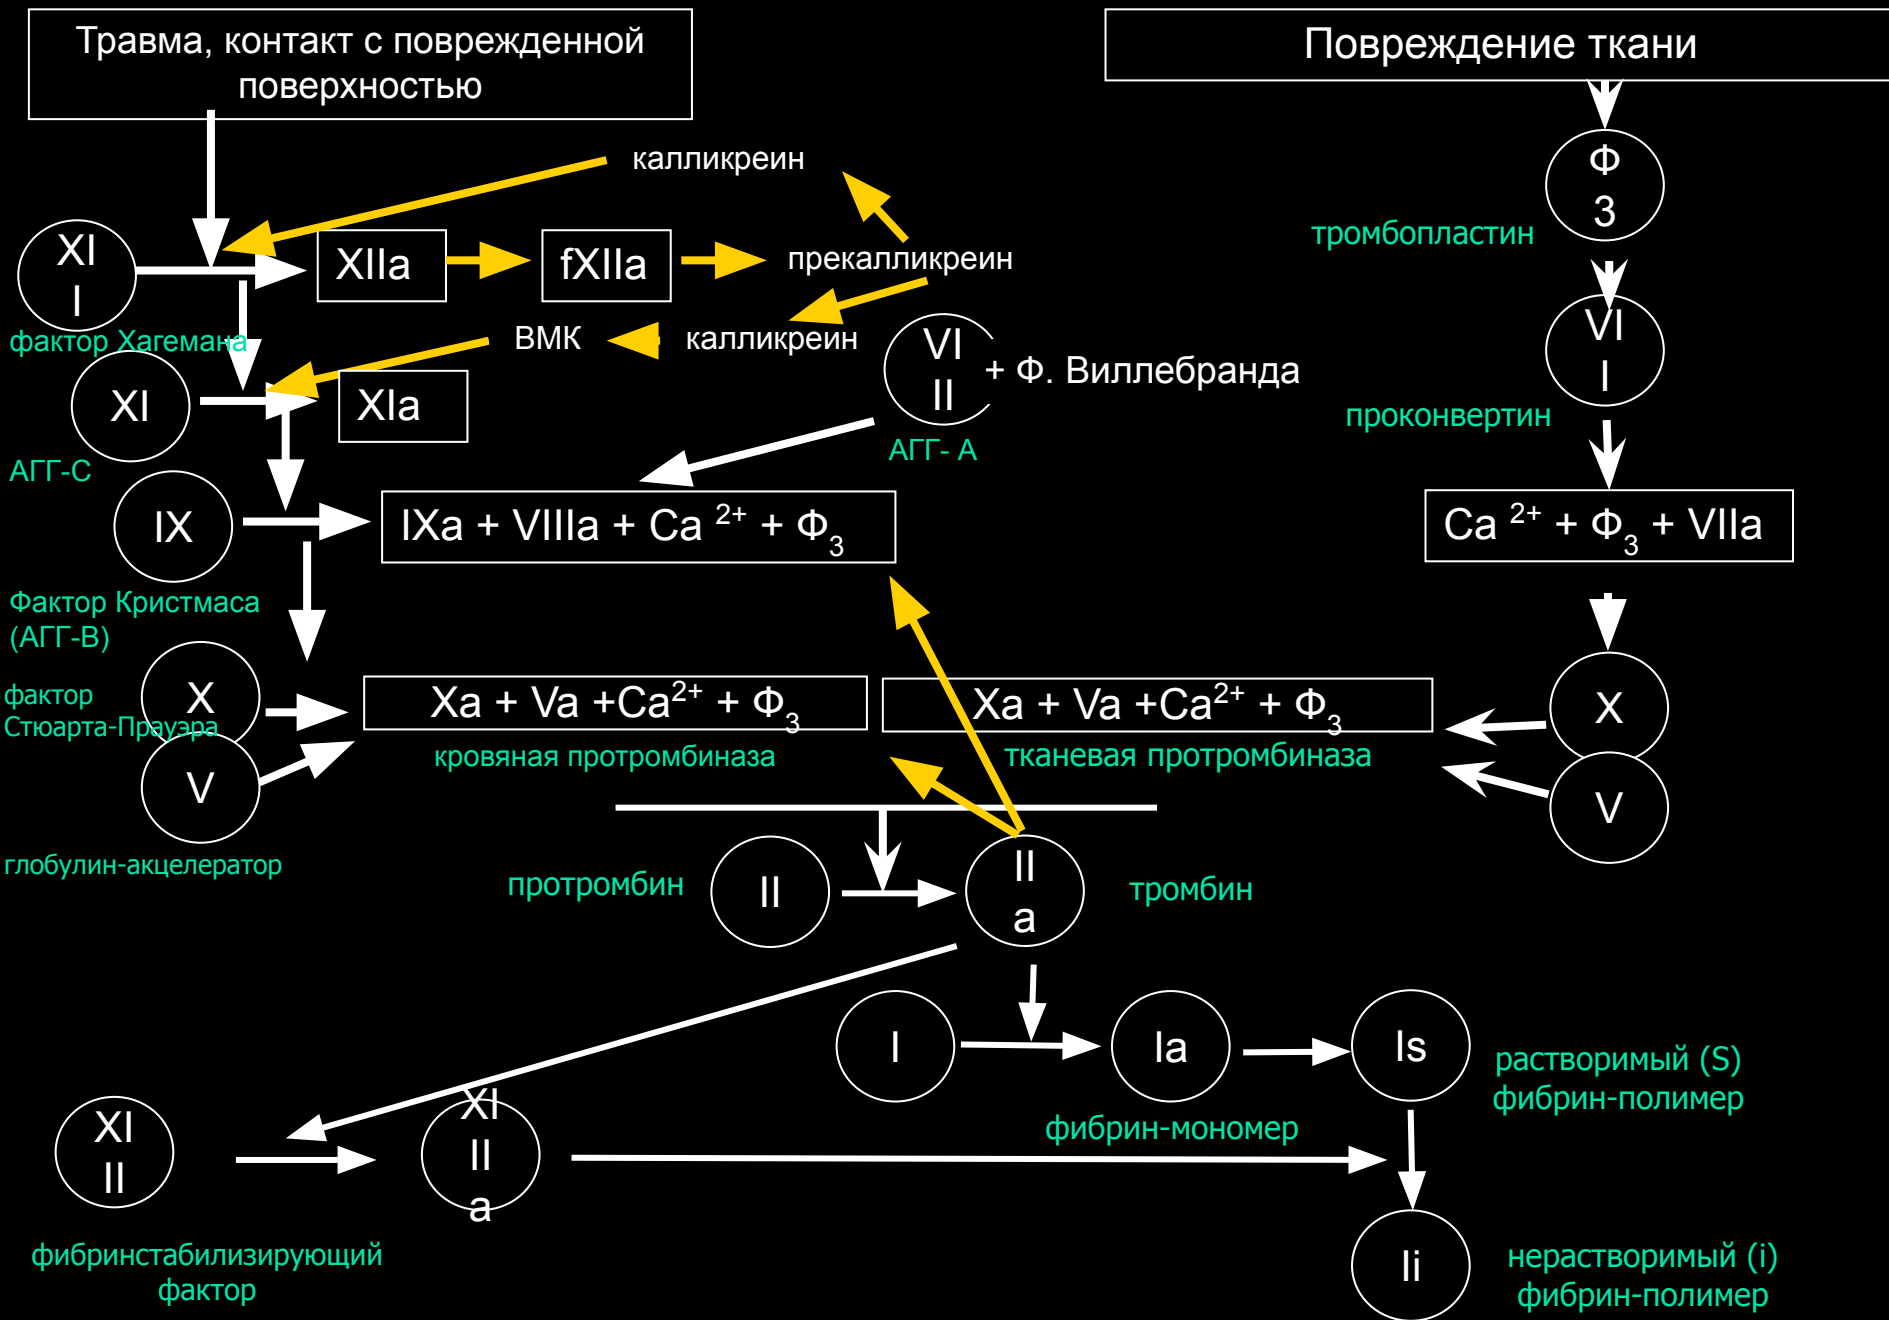 Травма, контакт с поврежденной
поверхностью
Повреждение ткани
калликреин
Ф
3
тромбопластин
XI
I
XIIa
fXIIa
прекалликреин
фактор Хагемана
ВМК
калликреин
VI
II
+ Ф. Виллебранда
АГГ- А
VI
I
проконвертин
XI
XIa
АГГ-С
IX
IXa + VIIIa + Ca 2+ + Ф3
Ca 2+ + Ф3 + VIIa
Фактор Кристмаса
(АГГ-В)
X
фактор
Стюарта-Прауэра
Xa + Va +Ca2+ + Ф3
Xa + Va +Ca2+ + Ф3
X
кровяная протромбиназа
тканевая протромбиназа
V
V
глобулин-акцелератор
протромбин
II
II
a
тромбин
I
Ia
Is
растворимый (S)
фибрин-полимер
фибрин-мономер
XI
II
XI
II
a
фибринстабилизирующий
фактор
Ii
нерастворимый (i)
фибрин-полимер